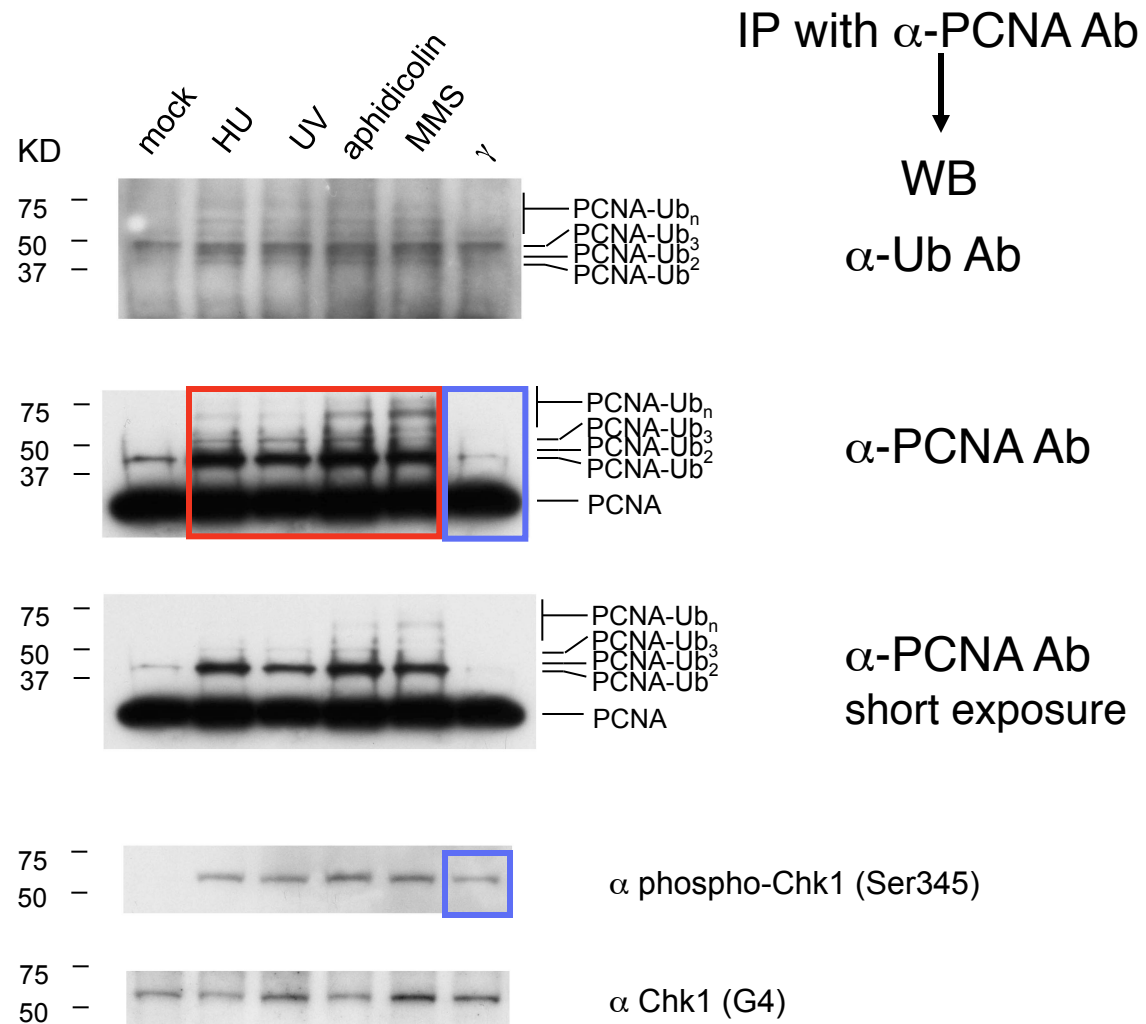 IP with α-PCNA Ab
WB
mock
HU
UV
aphidicolin
MMS
γ
KD
75
50
37
PCNA-Ubn
PCNA-Ub3
PCNA-Ub2
PCNA-Ub
α-Ub Ab
75
50
37
PCNA-Ubn
PCNA-Ub3
PCNA-Ub2
PCNA-Ub
PCNA
α-PCNA Ab
75
50
37
PCNA-Ubn
PCNA-Ub3
PCNA-Ub2
PCNA-Ub
PCNA
α-PCNA Ab
short exposure
75
50
α phospho-Chk1 (Ser345)
75
50
α Chk1 (G4)